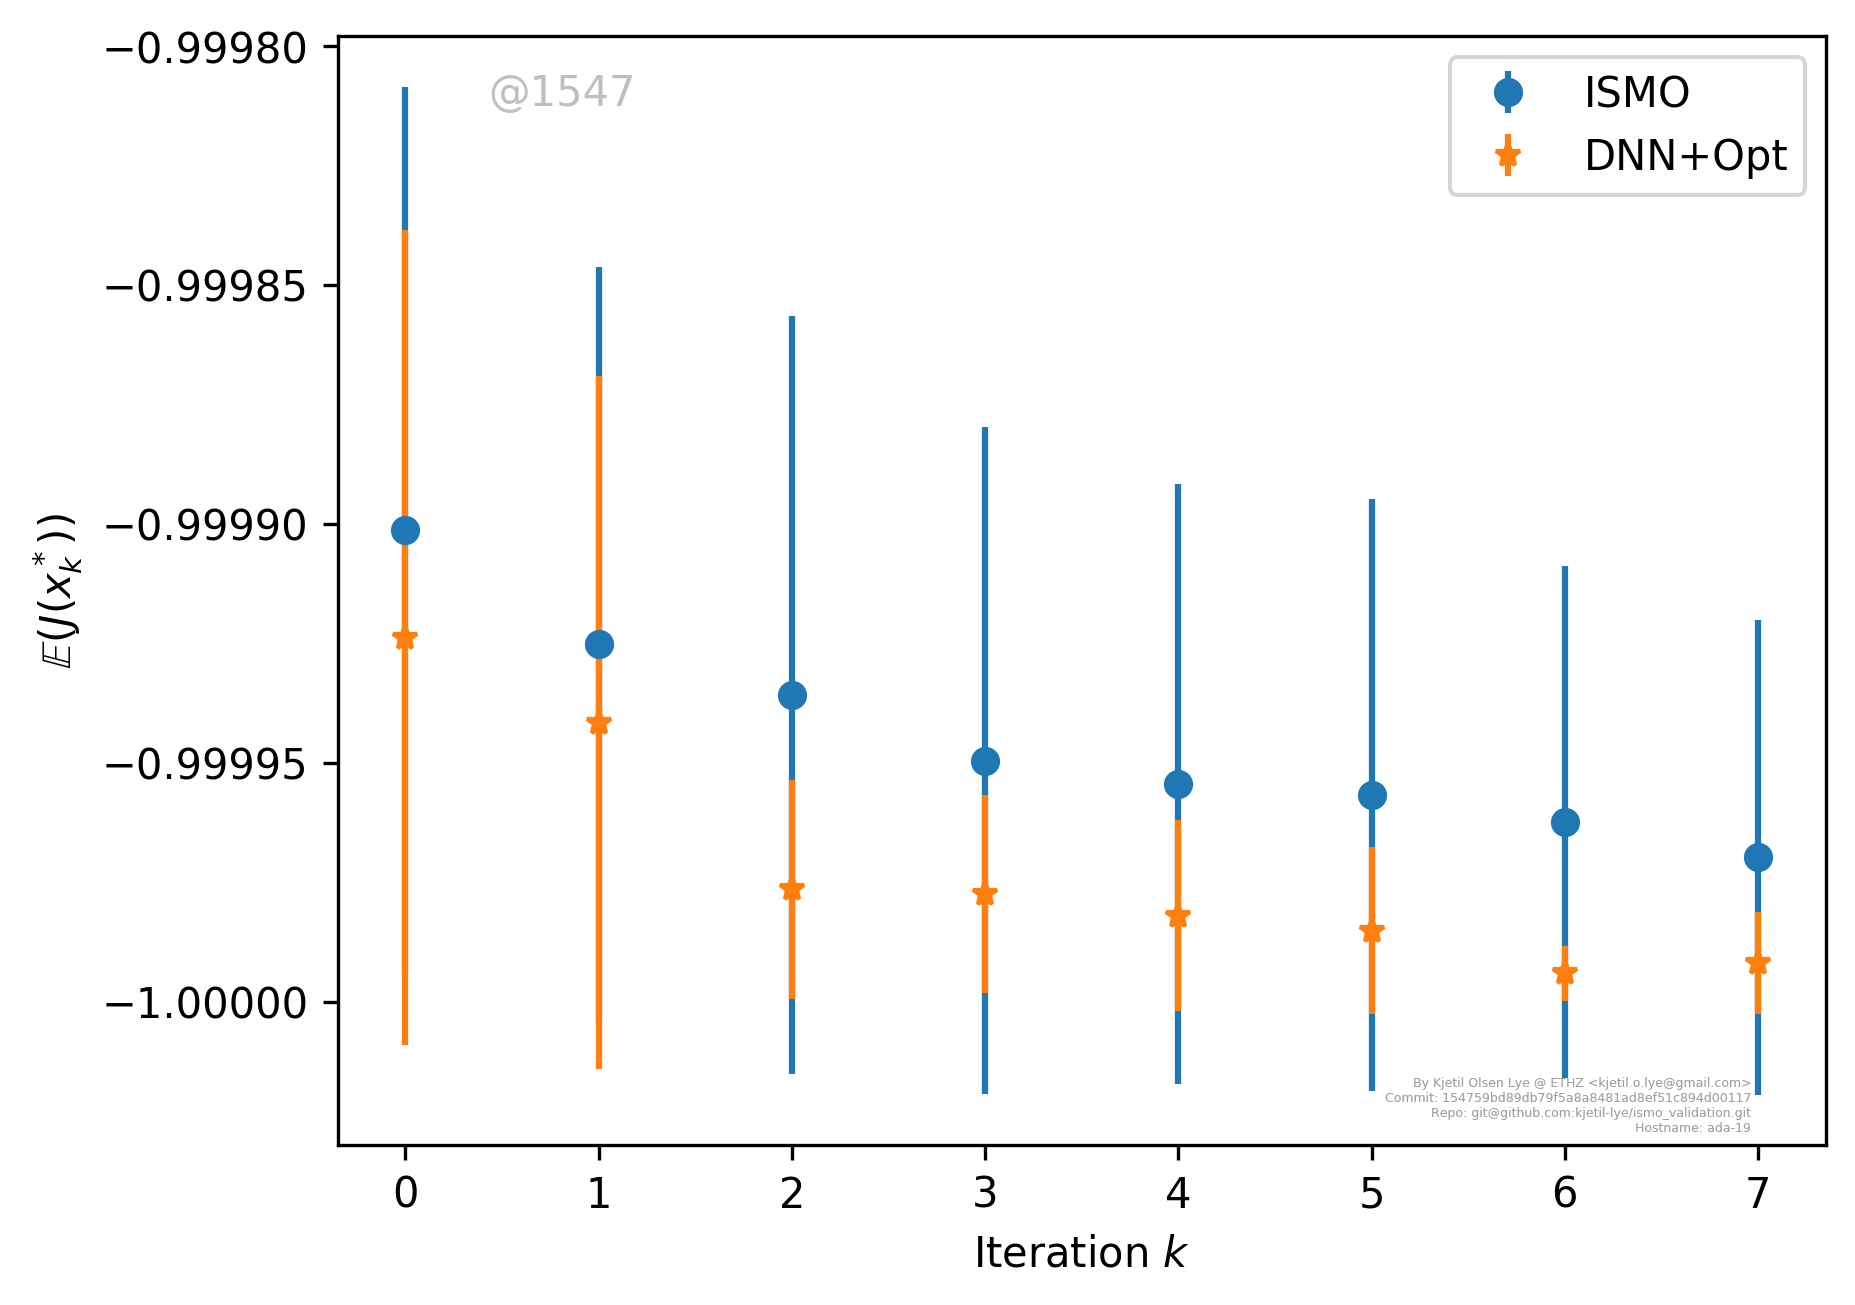 @1547
ISMO
DNN+Opt
−0.99980
−0.99985
−0.99990
−0.99995
−1.00000
𝔼(J(x*k))
By Kjetil Olsen Lye @ ETHZ <kjetil.o.lye@gmail.com>
Commit: 154759bd89db79f5a8a8481ad8ef51c894d00117
Repo: git@github.com:kjetil-lye/ismo_validation.git
Hostname: ada-19
0 1 2 3 4 5 6 7
Iteration k